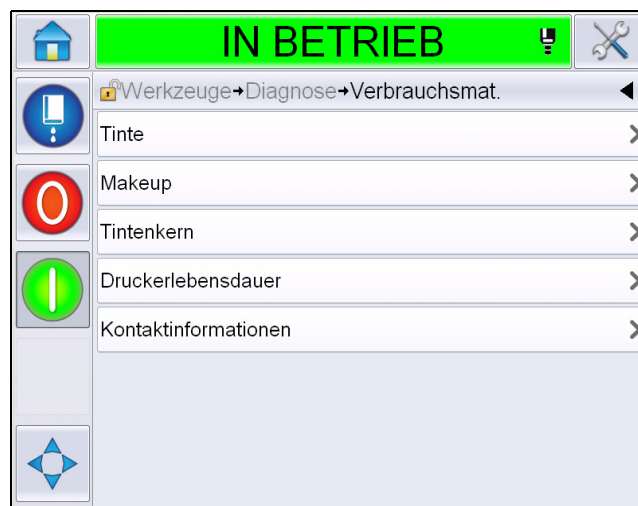 IN BETRIEB
Werkzeuge→Diagnose→Verbrauchsmat.
Tinte
Makeup
Tintenkern
Druckerlebensdauer
Kontaktinformationen